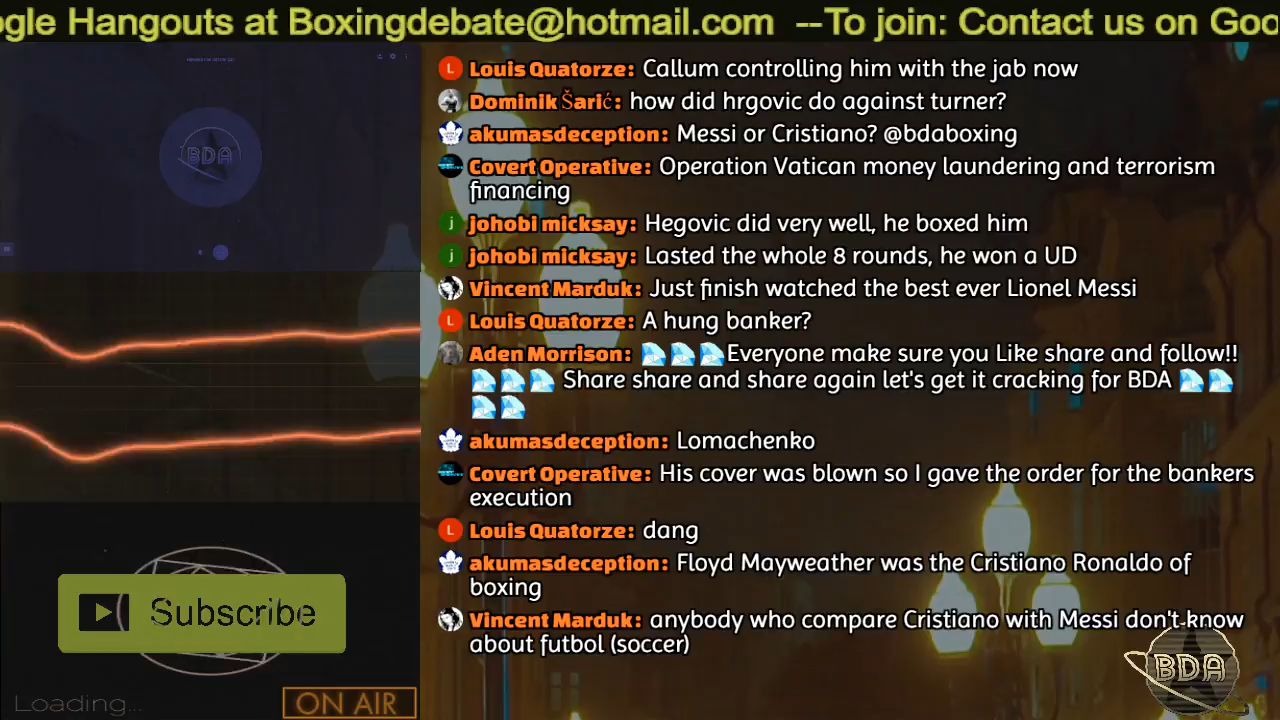 ogle Hangouts at Boxingdebate@hotmail.com --To join: Contact us on Goo
BDA
Louis Quatorze: Callum controlling him with the jab now
Dominik Šarić: how did hrgovic do against turner?
akumasdeception: Messi or Cristiano? @bdaboxing
Covert Operative: Operation Vatican money laundering and terrorism
financing
johobi micksay: Hegovic did very well, he boxed him
johobi micksay: Lasted the whole 8 rounds, he won a UD
Vincent Marduk: Just finish watched the best ever Lionel Messi
Louis Quatorze: A hung banker?
Aden Morrison: Everyone make sure you Like share and follow!!
Share share and share again let's get it cracking for BDA
akumasdeception: Lomachenko
Covert Operative: His cover was blown so I gave the order for the bankers
execution
Louis Quatorze: dang
akumasdeception: Floyd Mayweather was the Cristiano Ronaldo of
boxing
Vincent Marduk: anybody who compare Cristiano with Messi don't know
about futbol (soccer)
Subscribe
Loading...
ON AIR
BDA